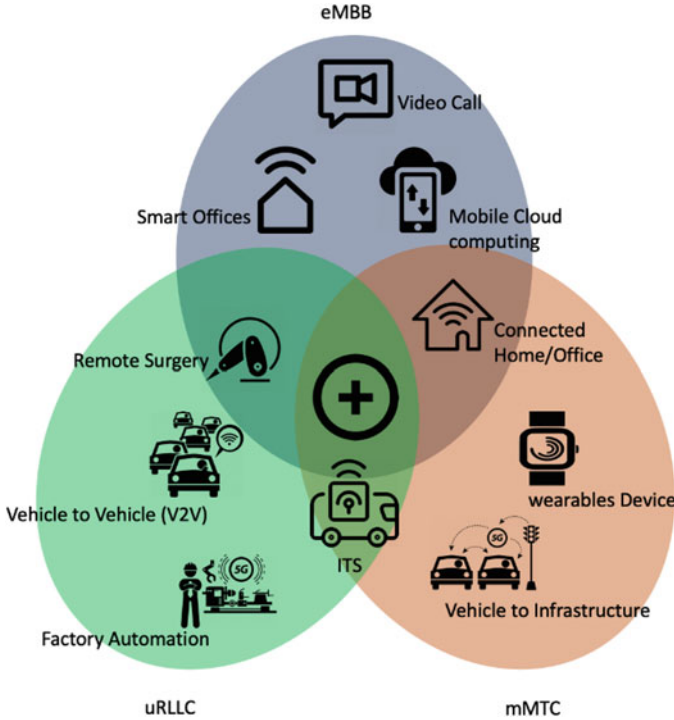 eMBB
Video Call
Smart Offices
Mobile Cloud
computing
Connected
Home/Office
Remote Surgery
wearables Device
Vehicle to Vehicle (V2V)
5G
ITS
5G
Vehicle to Infrastructure
Factory Automation
uRLLC
mMTC